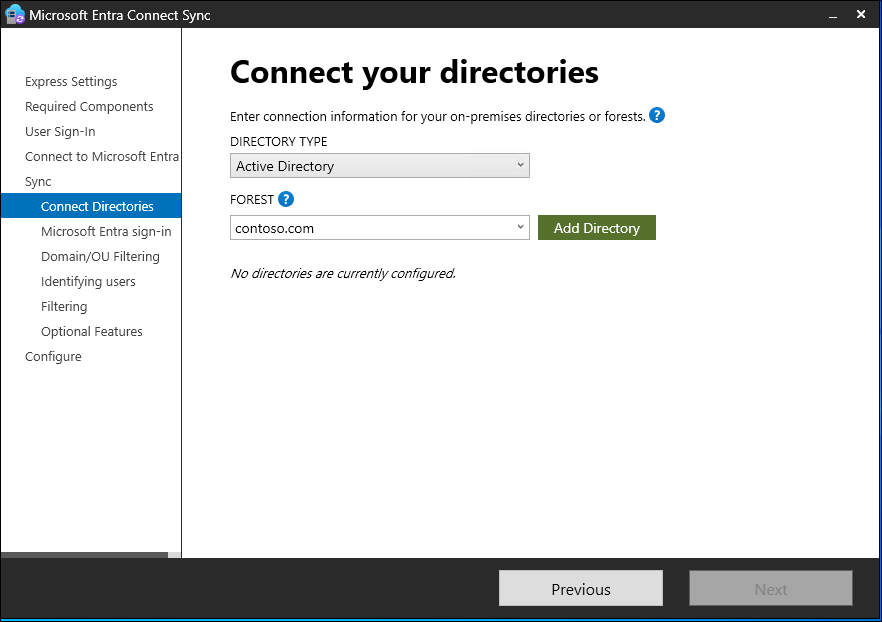 Microsoft Entra Connect Sync
Express Settings
Required Components
User Sign-In
Connect to Microsoft Entra
Sync
Connect Directories
Microsoft Entra sign-in
Domain/OU Filtering
Identifying users
Filtering
Optional Features
Configure
Connect your directories
Enter connection information for your on-premises directories or forests. ?
DIRECTORY TYPE
Active Directory
FOREST ?
contoso.com
Add Directory
No directories are currently configured.
Previous
Next